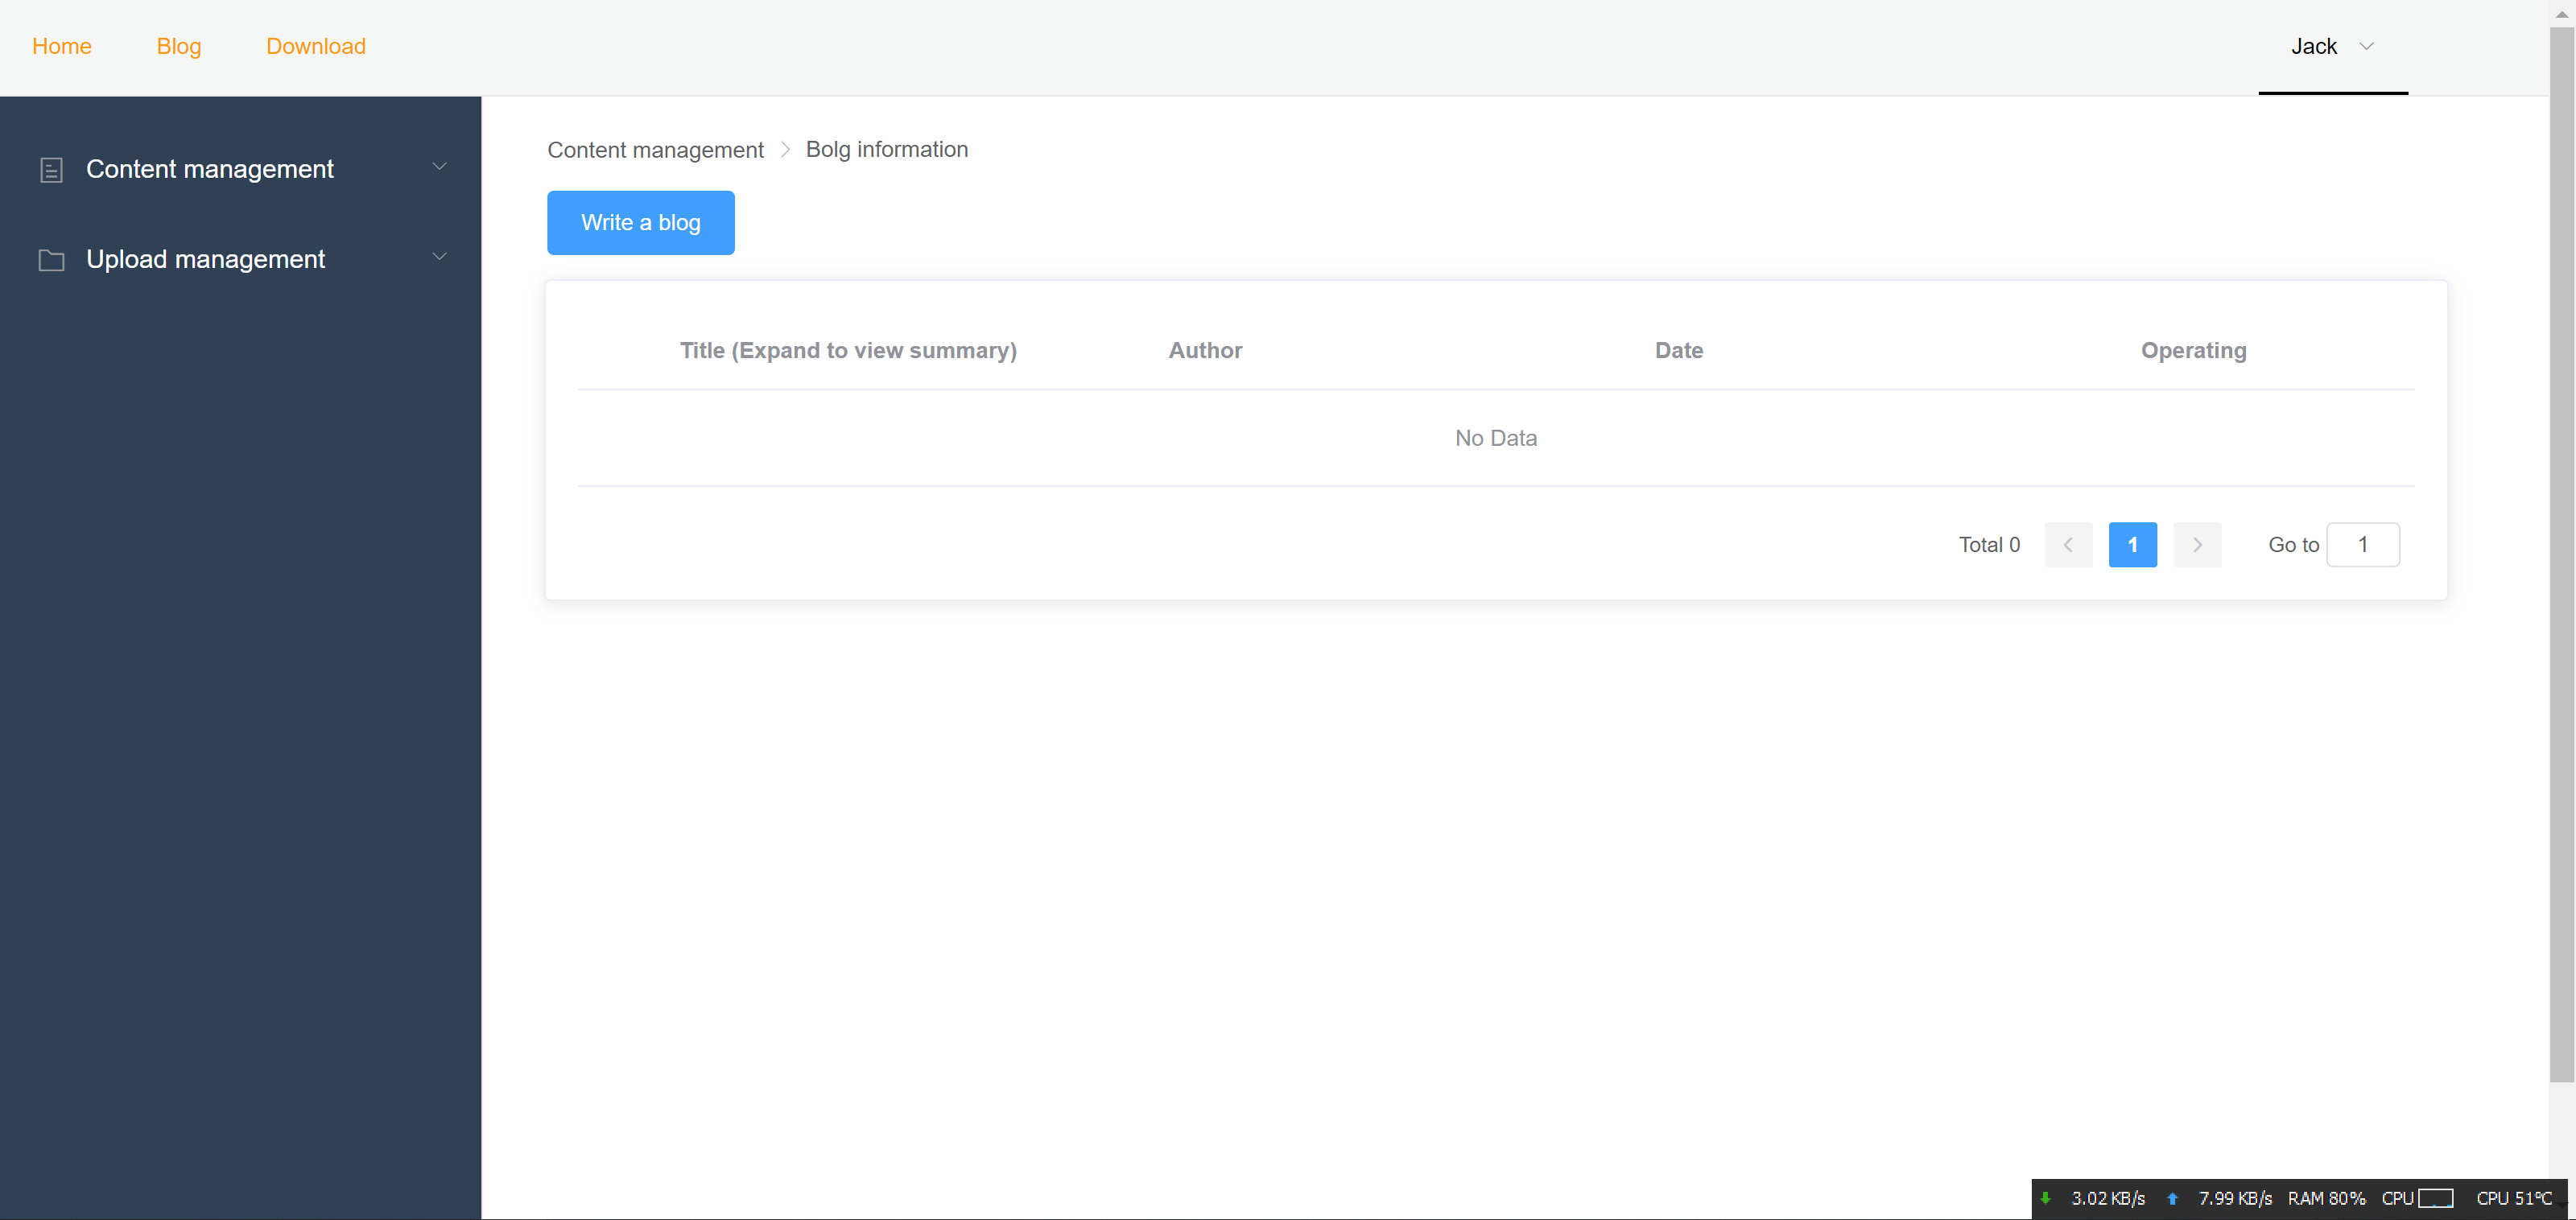 Home Blog Download Jack
Content management
Upload management
Content management Bolg information
Write a blog
Title (Expand to view summary) Author Date Operating
No Data
Total 0 1 Go to 1
3.02 KB/s 7.99 KB/s RAM 80% CPU CPU 51°C